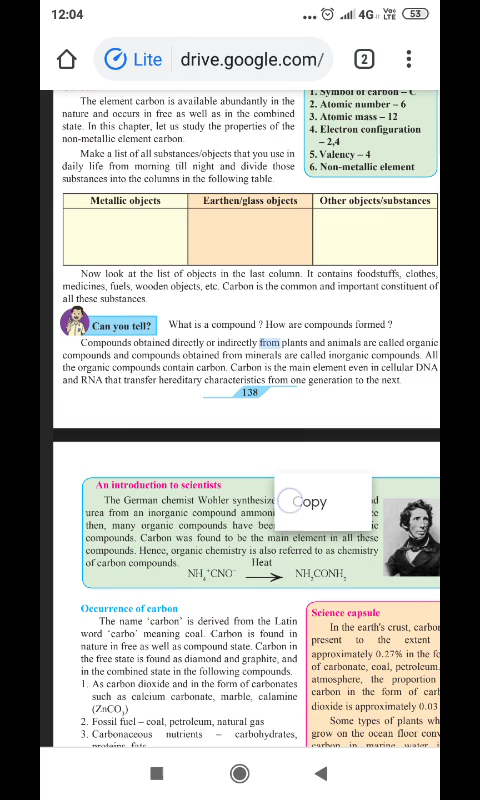 12:04
... 4G Vo) LTE 53
Lite drive.google.com/ 2
1. Symbol of carbon – C
The element carbon is available abundantly in the
nature and occurs in free as well as in the combined
state. In this chapter, let us study the properties of the
non-metallic element carbon.
Make a list of all substances/objects that you use in
daily life from morning till night and divide those
substances into the columns in the following table.
2. Atomic number – 6
3. Atomic mass – 12
4. Electron configuration
– 2,4
5. Valency – 4
6. Non-metallic element
Metallic objects Earthen/glass objects Other objects/substances
Now look at the list of objects in the last column. It contains foodstuffs, clothes,
medicines, fuels, wooden objects, etc. Carbon is the common and important constituent of
all these substances.
Can you tell? What is a compound ? How are compounds formed ?
Compounds obtained directly or indirectly from plants and animals are called organic
compounds and compounds obtained from minerals are called inorganic compounds. All
the organic compounds contain carbon. Carbon is the main element even in cellular DNA
and RNA that transfer hereditary characteristics from one generation to the next.
138
An introduction to scientists
The German chemist Wohler synthesize
urea from an inorganic compound ammoni
then, many organic compounds have bee
compounds. Carbon was found to be the main element in all these
compounds. Hence, organic chemistry is also referred to as chemistry
of carbon compounds.
Copy
Heat
NH₄⁺CNO⁻ → NH₂CONH₂
Occurrence of carbon
The name 'carbon' is derived from the Latin
word 'carbo' meaning coal. Carbon is found in
nature in free as well as compound state. Carbon in
the free state is found as diamond and graphite, and
in the combined state in the following compounds.
1. As carbon dioxide and in the form of carbonates
such as calcium carbonate, marble, calamine
(ZnCO₃)
2. Fossil fuel – coal, petroleum, natural gas
3. Carbonaceous nutrients – carbohydrates,
proteins, fats
Science capsule
In the earth's crust, carbon
present to the extent
approximately 0.27% in the fo
of carbonate, coal, petroleum.
atmosphere, the proportion
carbon in the form of carb
dioxide is approximately 0.03
Some types of plants wh
grow on the ocean floor conv
carbon in marine water i